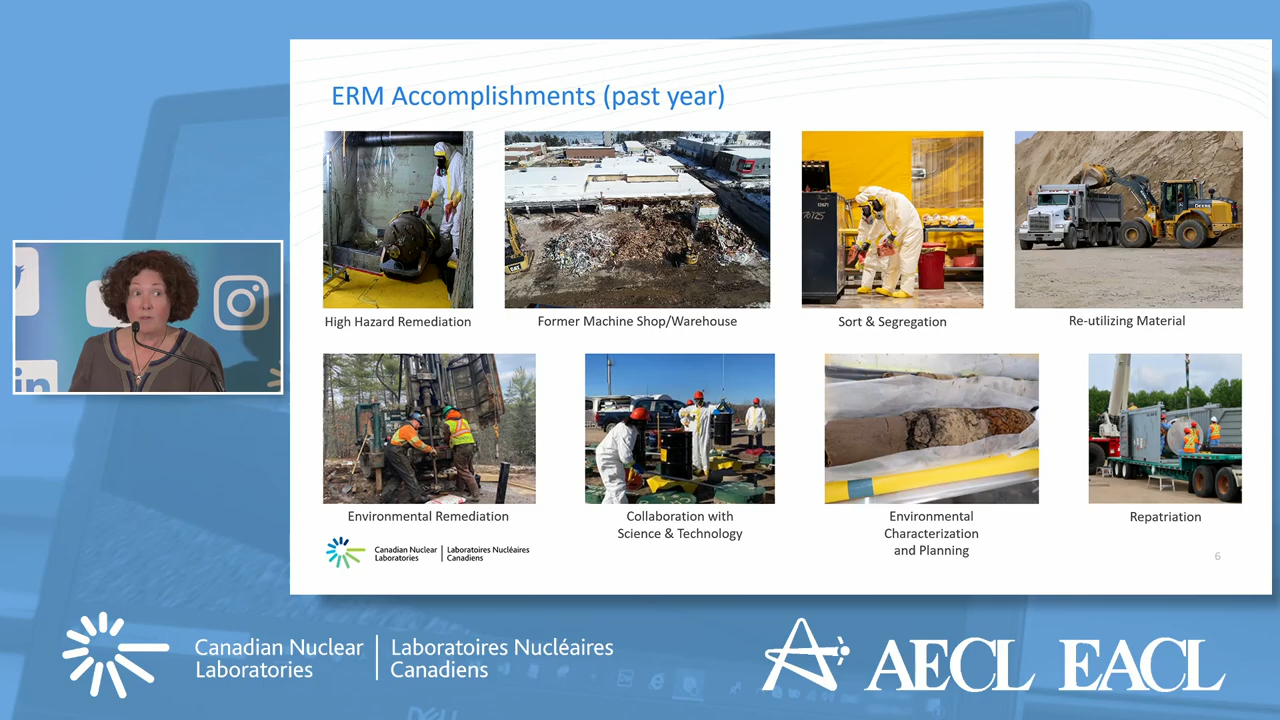 ERM Accomplishments (past year)
High Hazard Remediation
Former Machine Shop/Warehouse
Sort & Segregation
Re-utilizing Material
Environmental Remediation
Collaboration with
Science & Technology
Environmental
Characterization
and Planning
Repatriation
Canadian Nuclear
Laboratories
Laboratoires Nucléaires
Canadiens
6
in
Canadian Nuclear
Laboratories
Laboratoires Nucléaires
Canadiens
AECL EACL
DELL